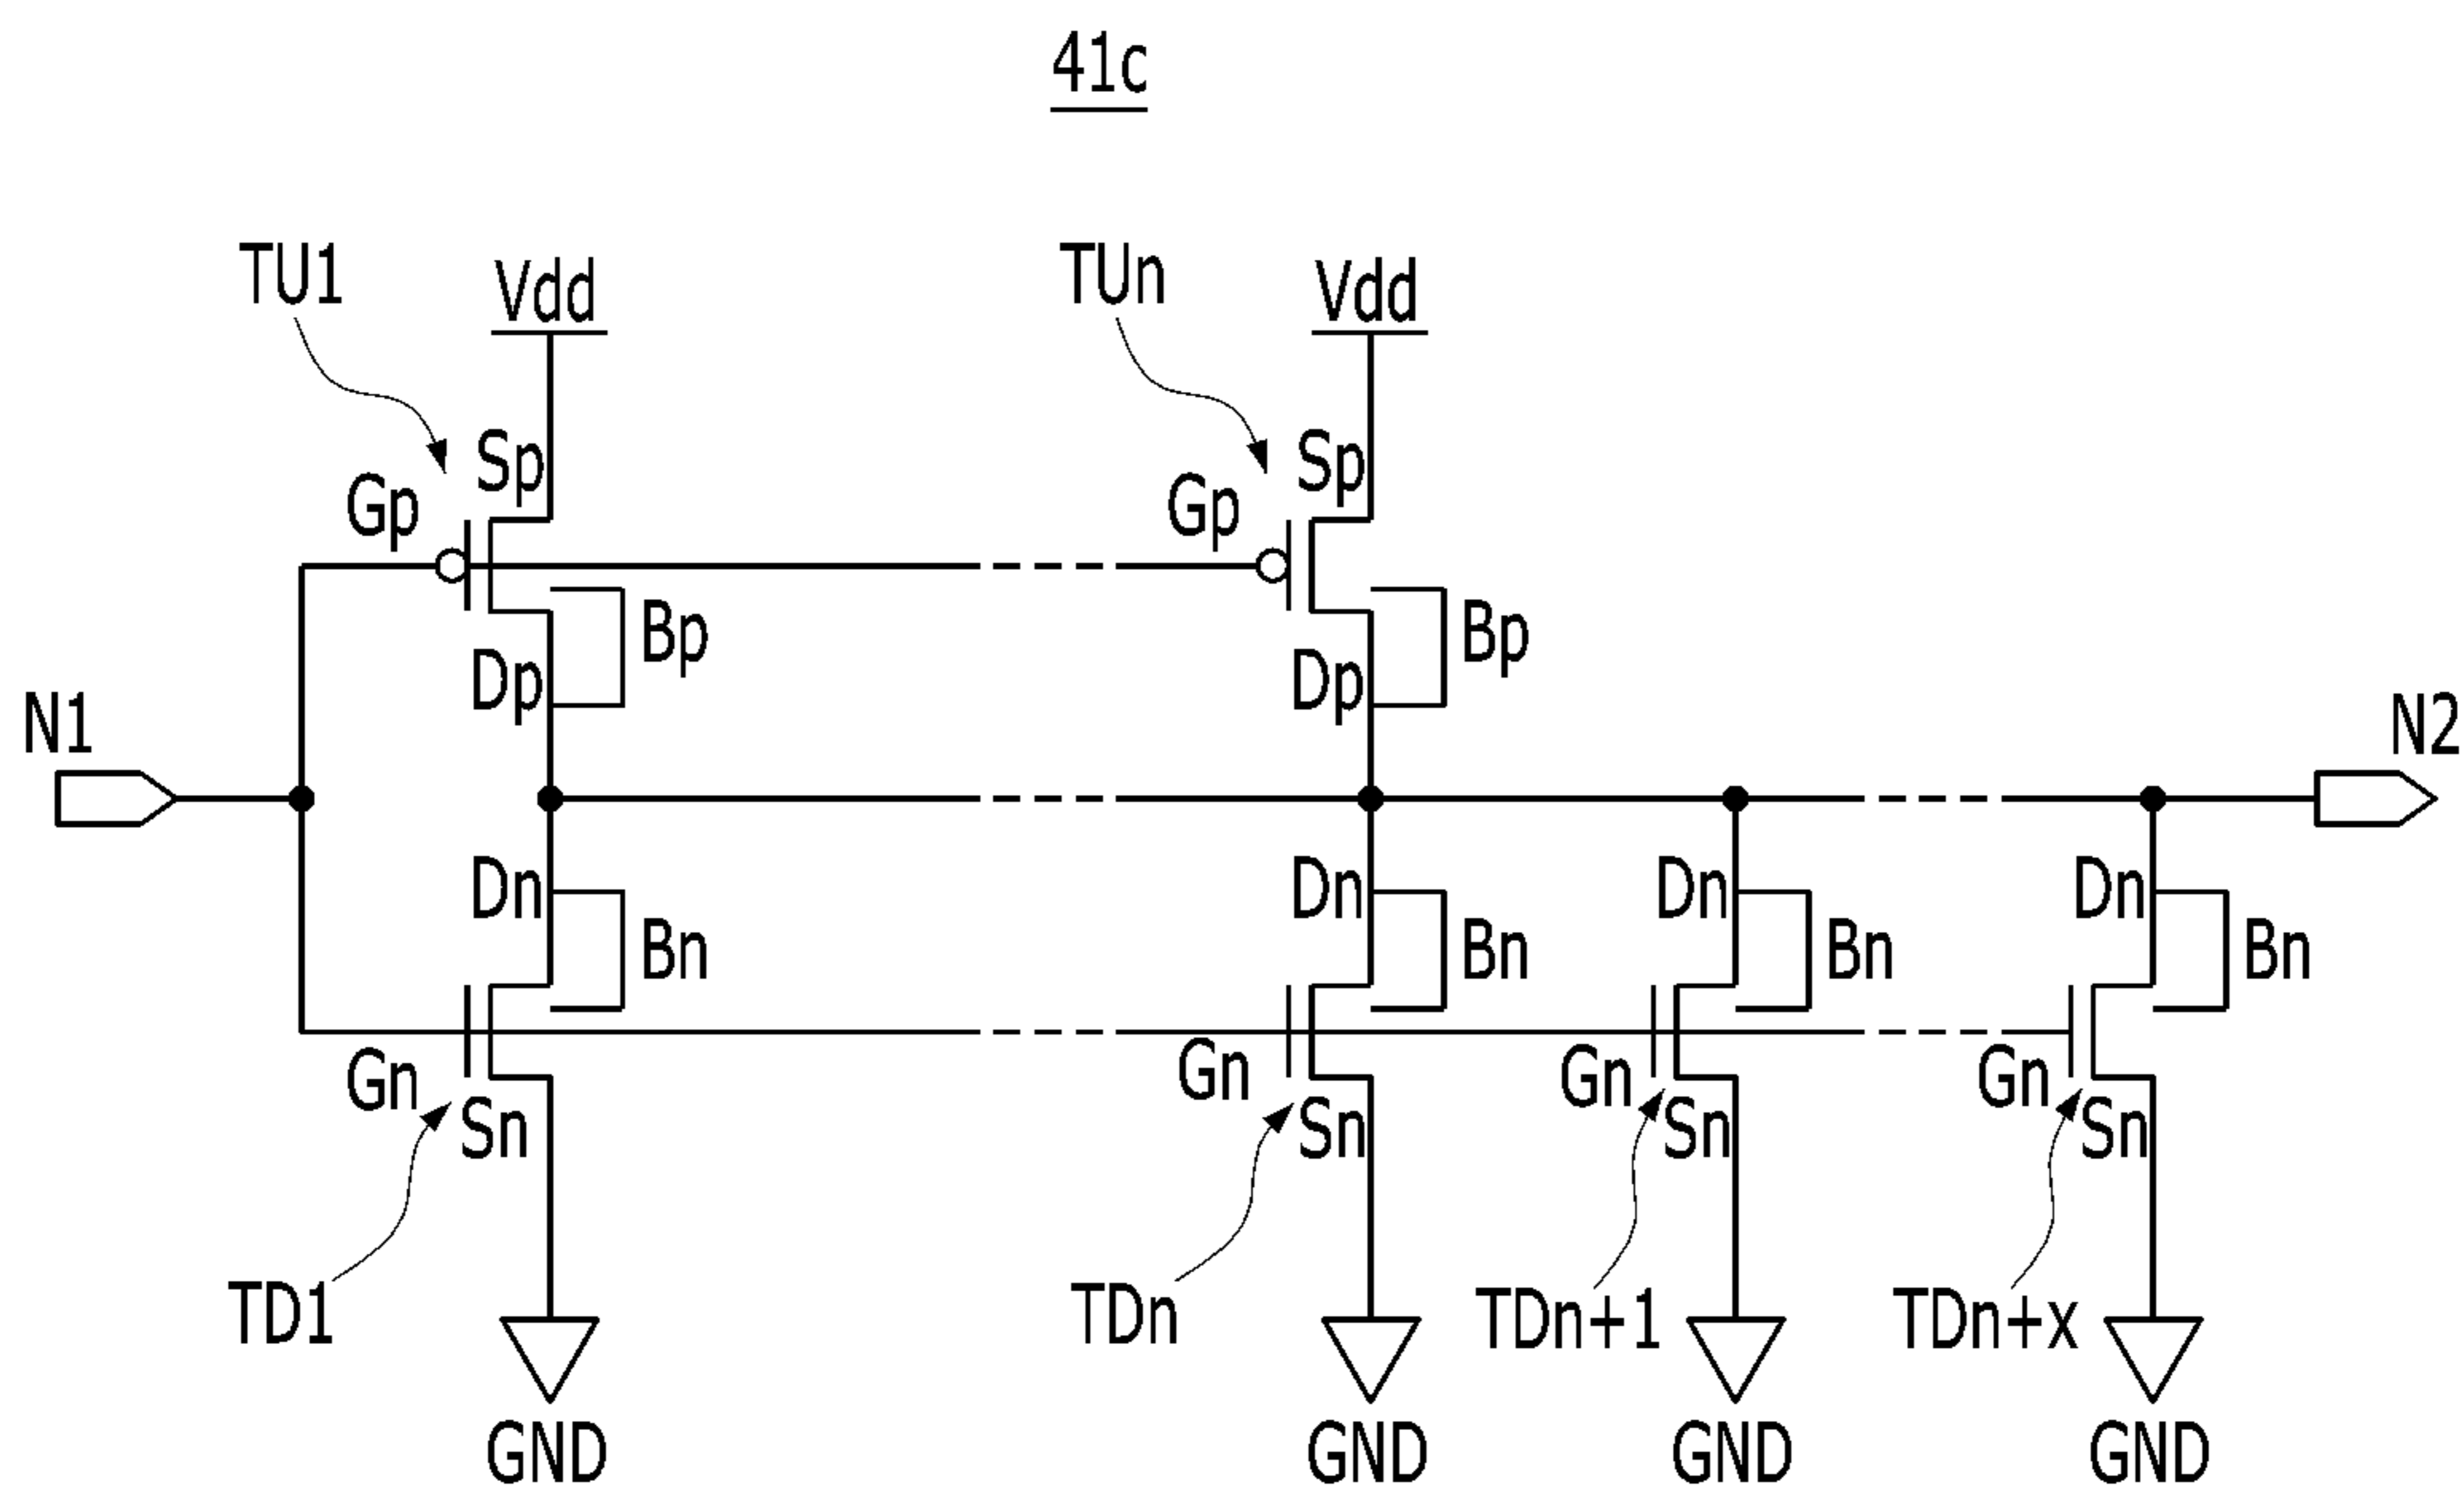 41c
TU1
Vdd
TUn
Vdd
Sp
Gp
Sp
Gp
Bp
Dp
Bp
Dp
N1
N2
Dn
Bn
Dn
Bn
Dn
Bn
Dn
Bn
Gn
Sn
Gn
Sn
Gn
Sn
Gn
Sn
TD1
TDn
TDn+1
TDn+x
GND
GND
GND
GND